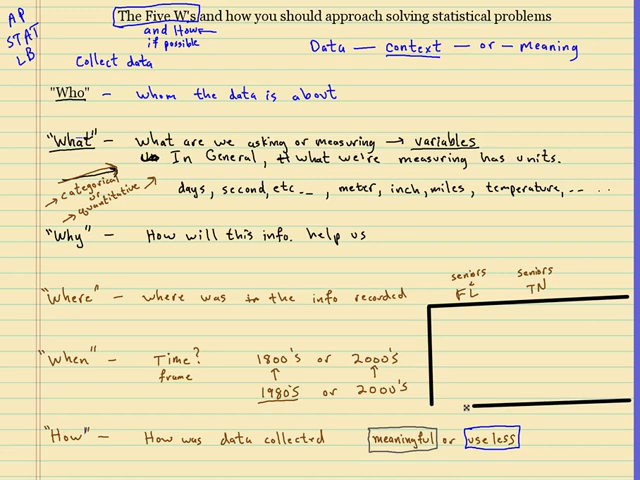 AP
STAT
LB
The Five W's and how you should approach solving statistical problems
and How
if possible
Data — context — or — meaning
Collect data
"Who" - whom the data is about
"What" - what are we asking or measuring → variables
In General, what we're measuring has units.
→ categorical
or
→ quantitative
days, second, etc..., meter, inch, miles, temperature, ...
"Why" - How will this info. help us
seniors seniors
FL TN
"Where" - where was the info recorded
"When" - Time? 1800's or 2000's
frame
1980's or 2000's
"How" - How was data collected meaningful or useless